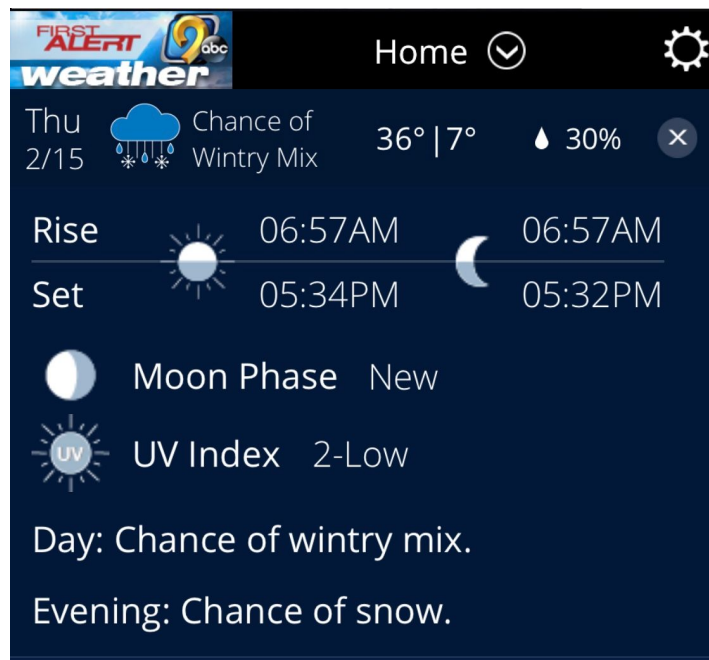 FIRST
ALERT 9 abc
weather
Home
Thu
2/15
Chance of
Wintry Mix
36°|7°
30%
Rise 06:57AM 06:57AM
Set 05:34PM 05:32PM
Moon Phase New
UV
UV Index 2-Low
Day: Chance of wintry mix.
Evening: Chance of snow.